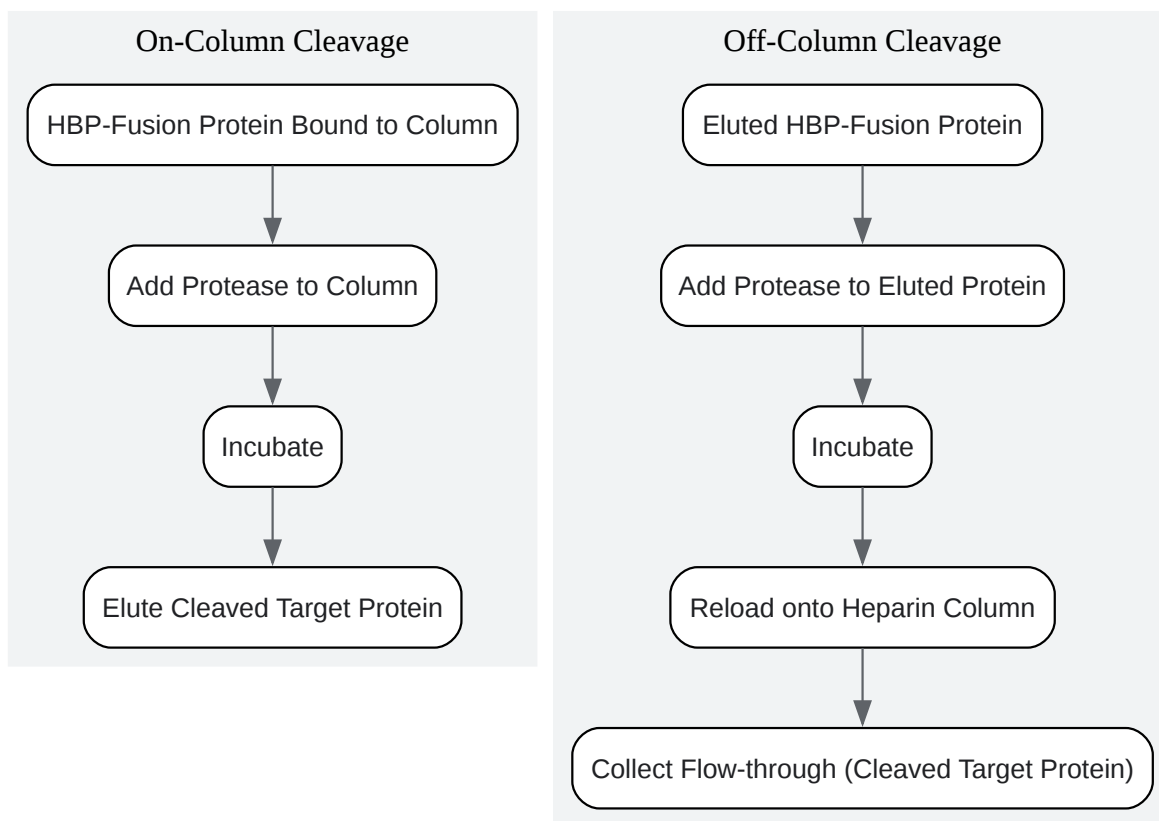 On-Column Cleavage
HBP-Fusion Protein Bound to Column
Add Protease to Column
Incubate
Elute Cleaved Target Protein
Off-Column Cleavage
Eluted HBP-Fusion Protein
Add Protease to Eluted Protein
Incubate
Reload onto Heparin Column
Collect Flow-through (Cleaved Target Protein)